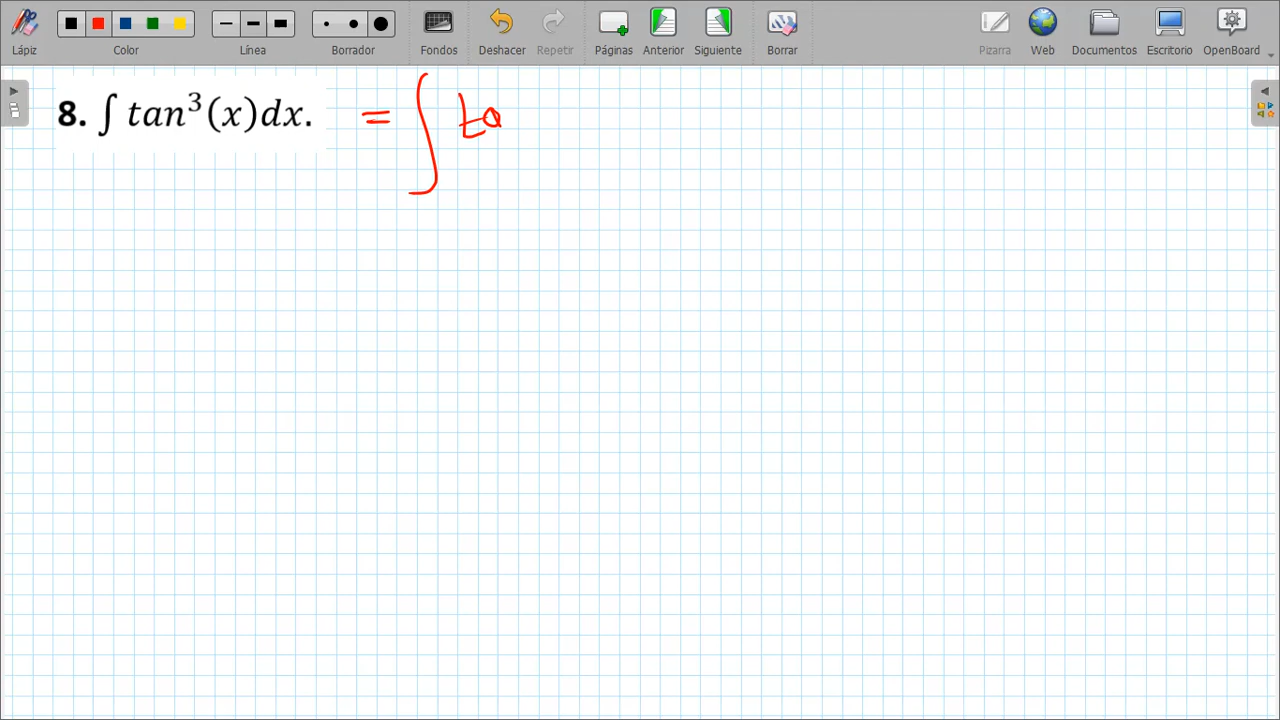 Lápiz Color Línea Borrador Fondos Deshacer Repetir Páginas Anterior Siguiente Borrar Pizarra Web Documentos Escritorio OpenBoard
8. ∫ tan³(x)dx. = ∫ ta